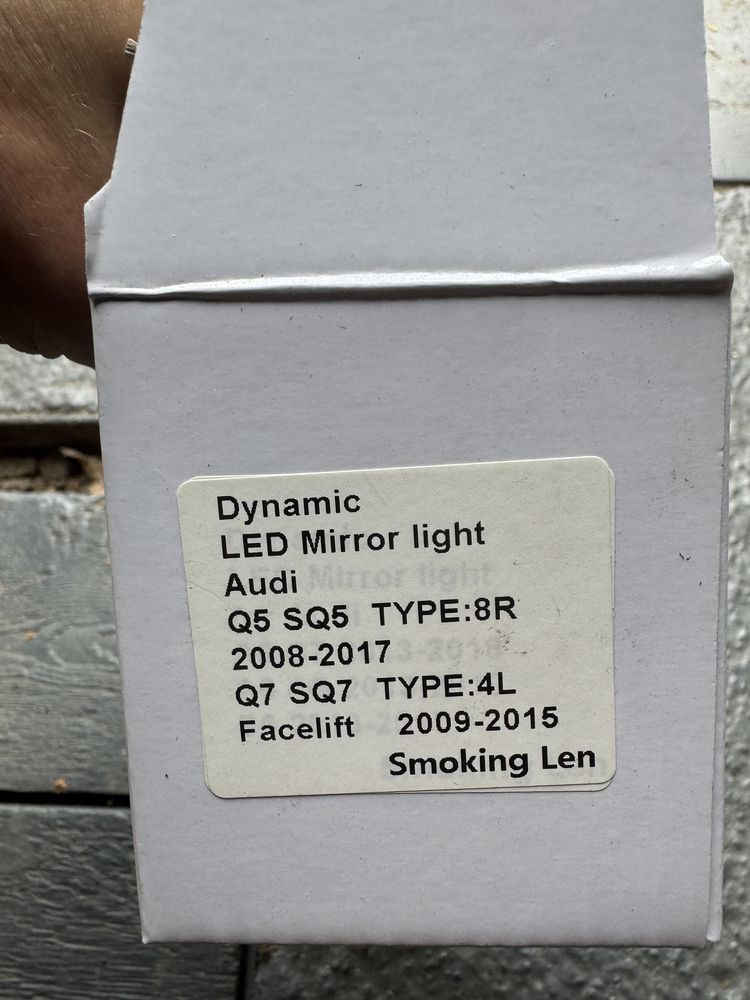 Dynamic
LED Mirror light
Audi
Q5 SQ5 TYPE:8R
2008-2017
Q7 SQ7 TYPE:4L
Facelift 2009-2015
Smoking Len